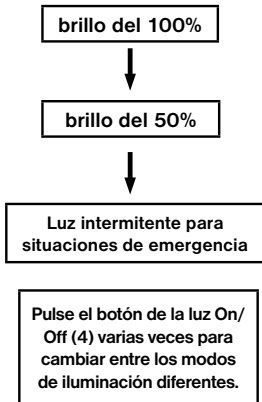 brillo del 100%
brillo del 50%
Luz intermitente para
situaciones de emergencia
Pulse el botón de la luz On/
Off (4) varias veces para
cambiar entre los modos
de iluminación diferentes.